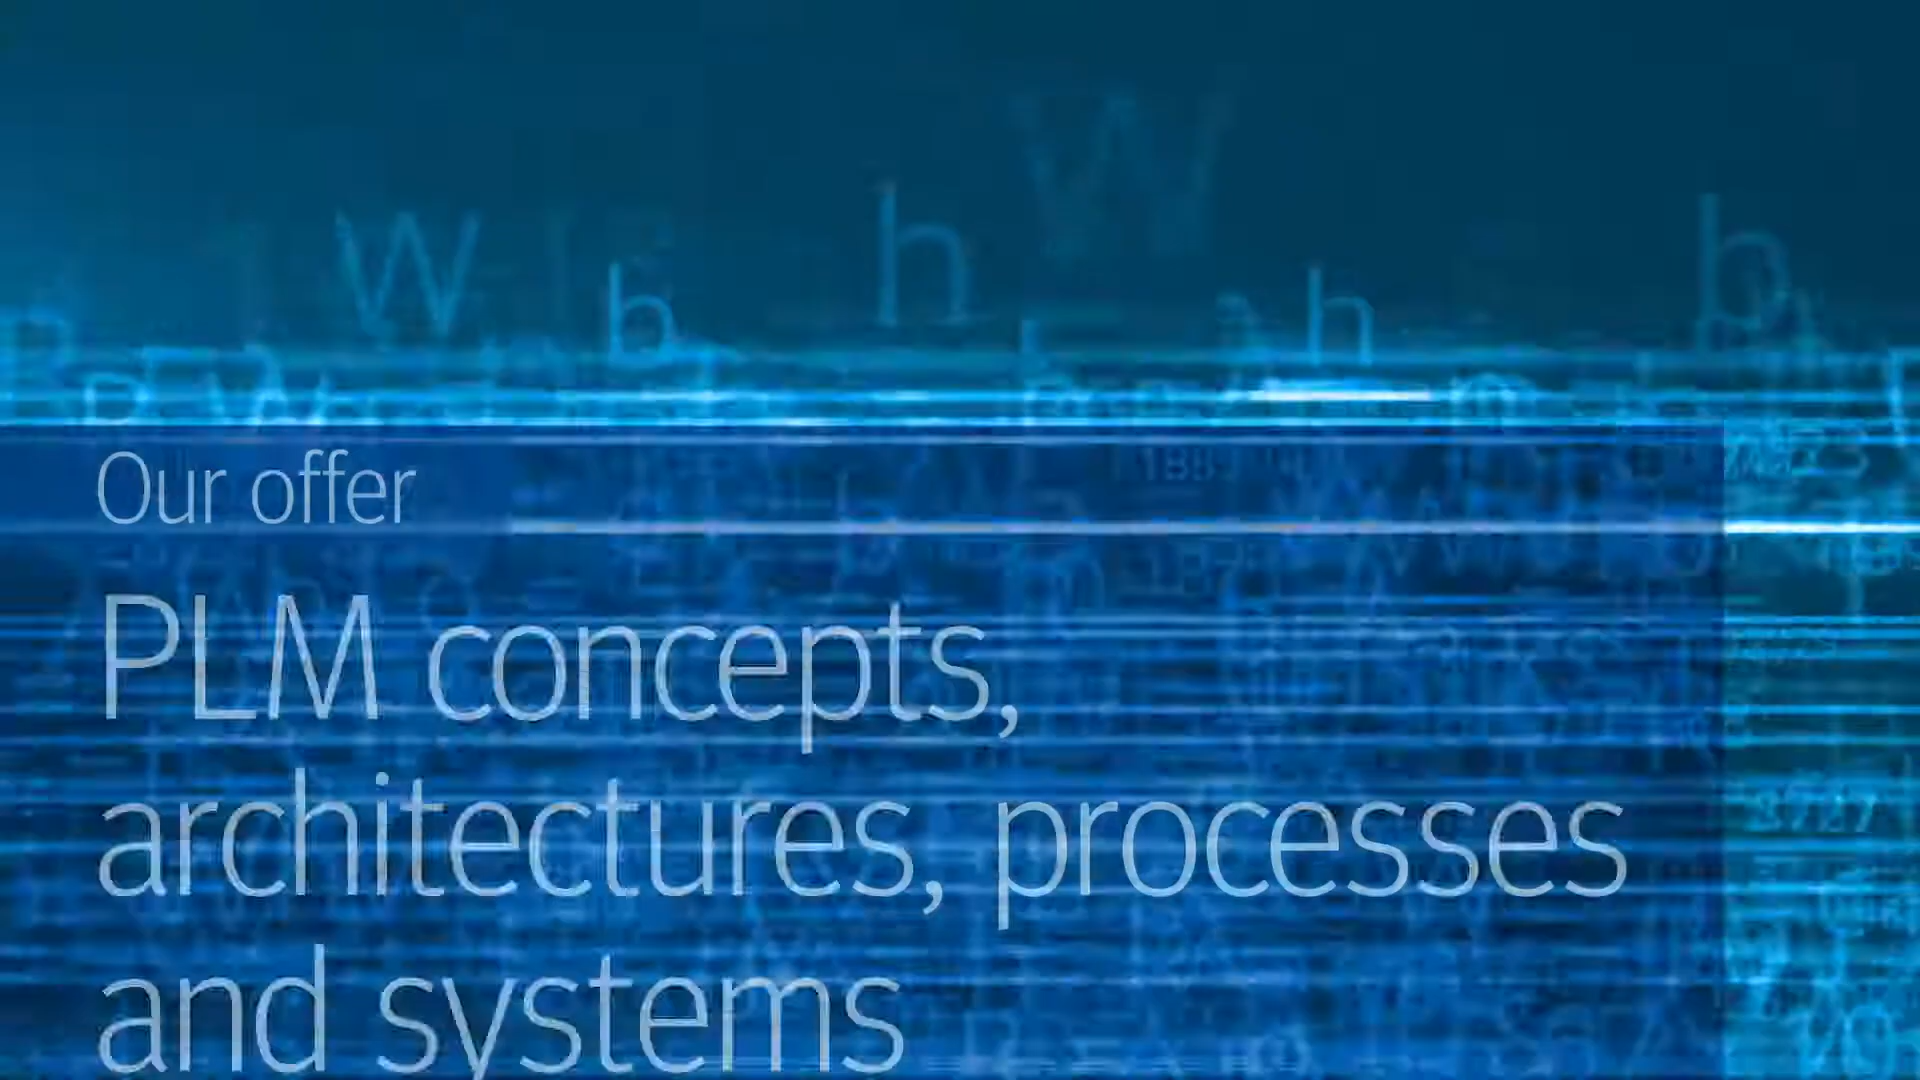 Our offer
PLM concepts,
architectures, processes
and systems